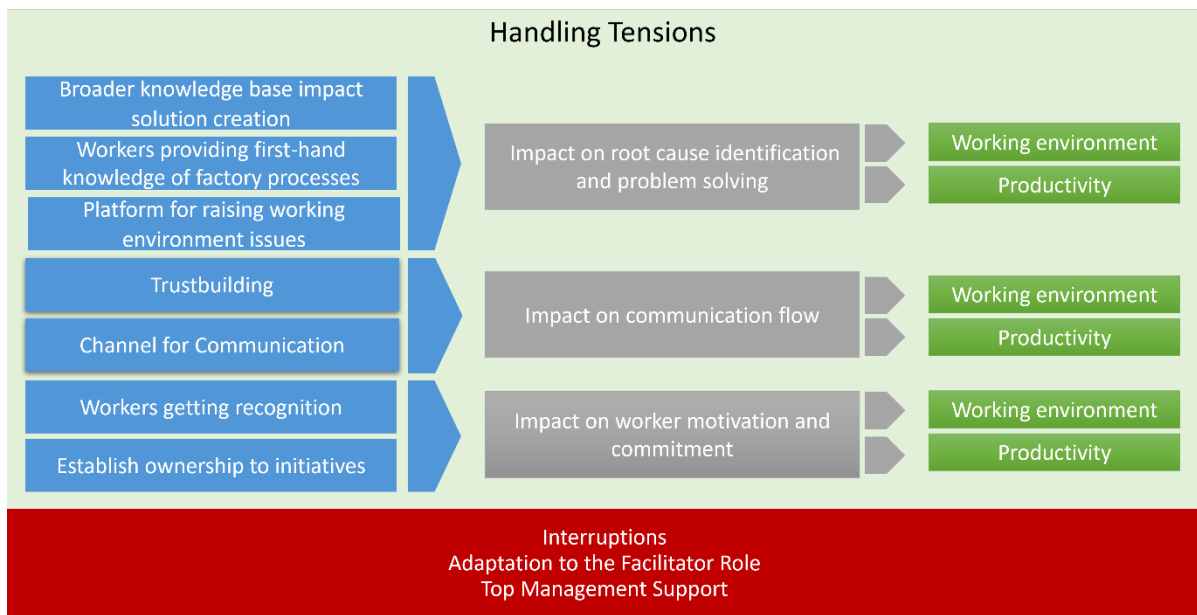 Handling Tensions
Broader knowledge base impact
solution creation
Workers providing first-hand
knowledge of factory processes
Platform for raising working
environment issues
Impact on root cause identification
and problem solving
Working environment
Productivity
Trustbuilding
Channel for Communication
Impact on communication flow
Working environment
Productivity
Workers getting recognition
Establish ownership to initiatives
Impact on worker motivation and
commitment
Working environment
Productivity
Interruptions
Adaptation to the Facilitator Role
Top Management Support